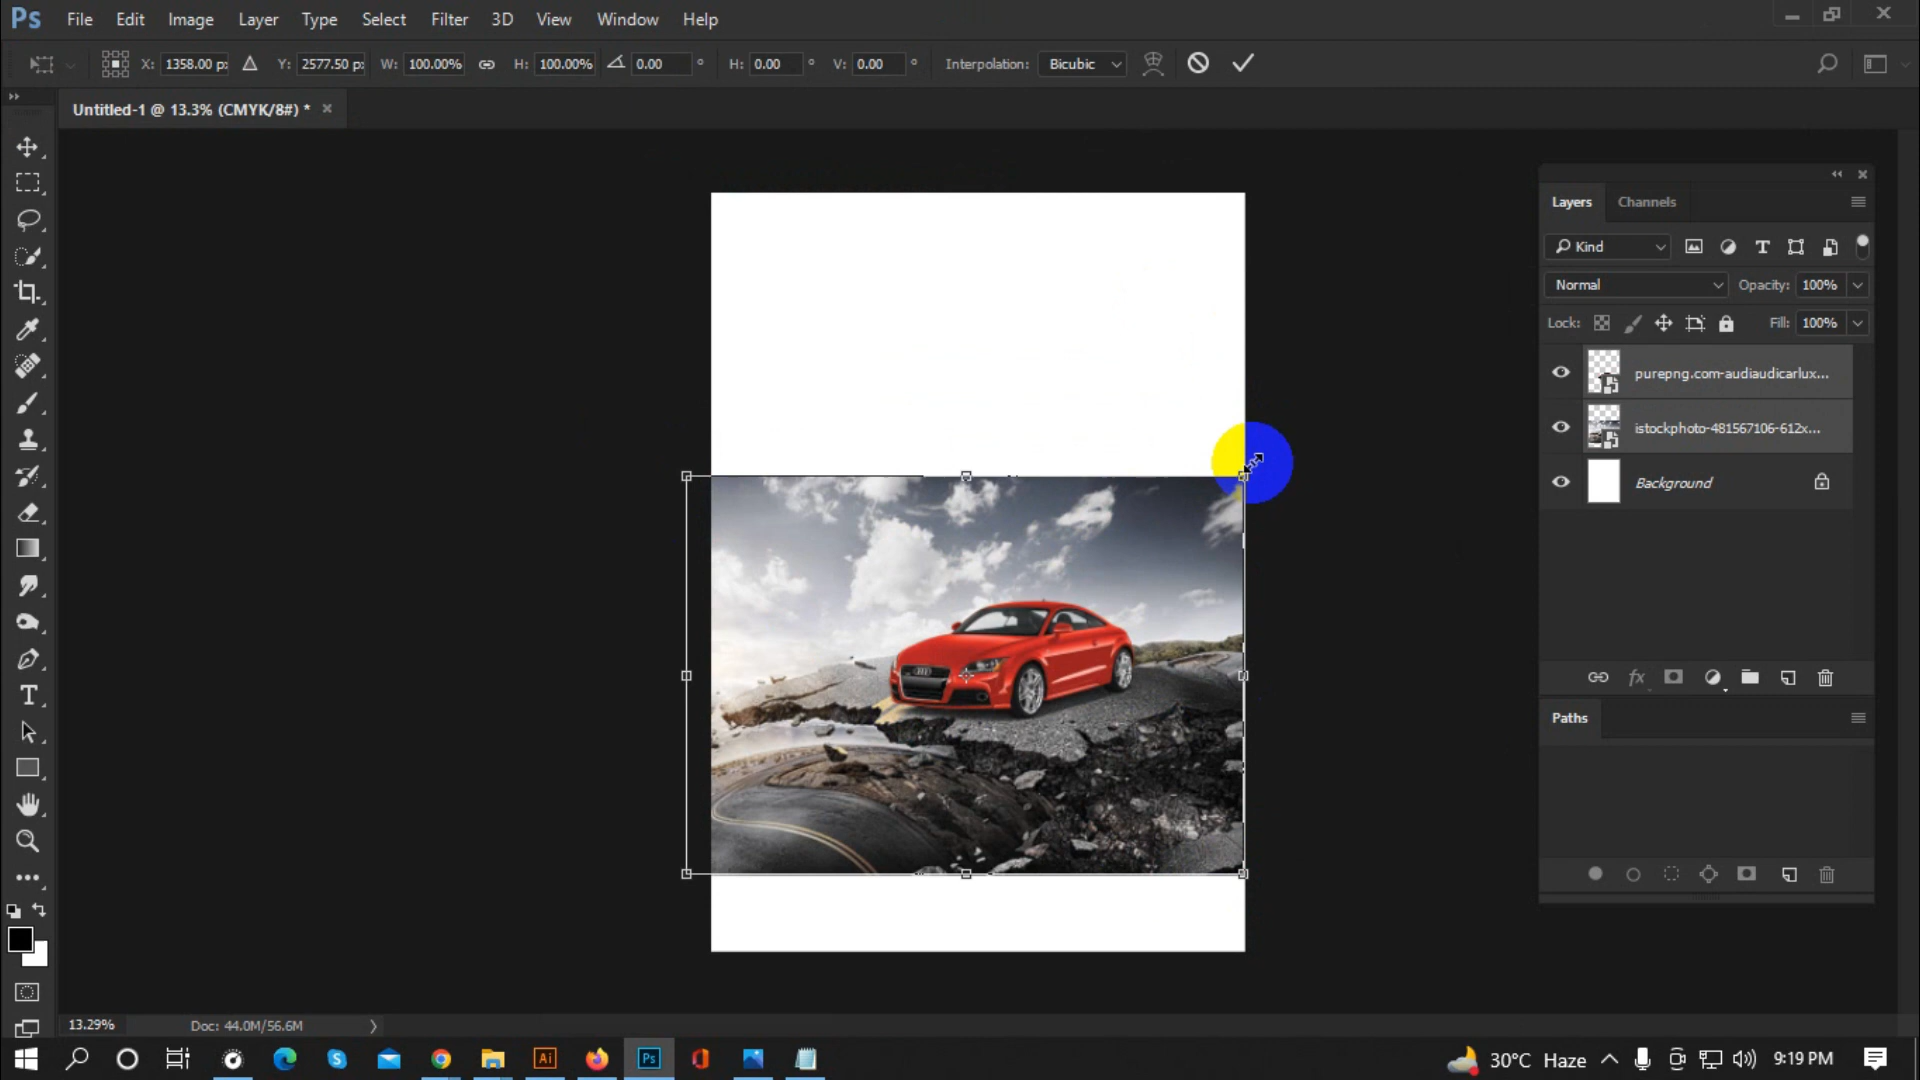 Ps File Edit Image Layer Type Select Filter 3D View Window Help
X: 1358.00 px Y: 2577.50 px W: 100.00% H: 100.00% 0.00 ° H: 0.00 ° V: 0.00 ° Interpolation: Bicubic
Untitled-1 @ 13.3% (CMYK/8#) *
Layers Channels
Kind
Normal Opacity: 100%
Lock: Fill: 100%
purepng.com-audiaudicarlux...
istockphoto-481567106-612x...
Background
fx
Paths
13.29% Doc: 44.0M/56.6M
Ai Ps 30°C Haze 9:19 PM